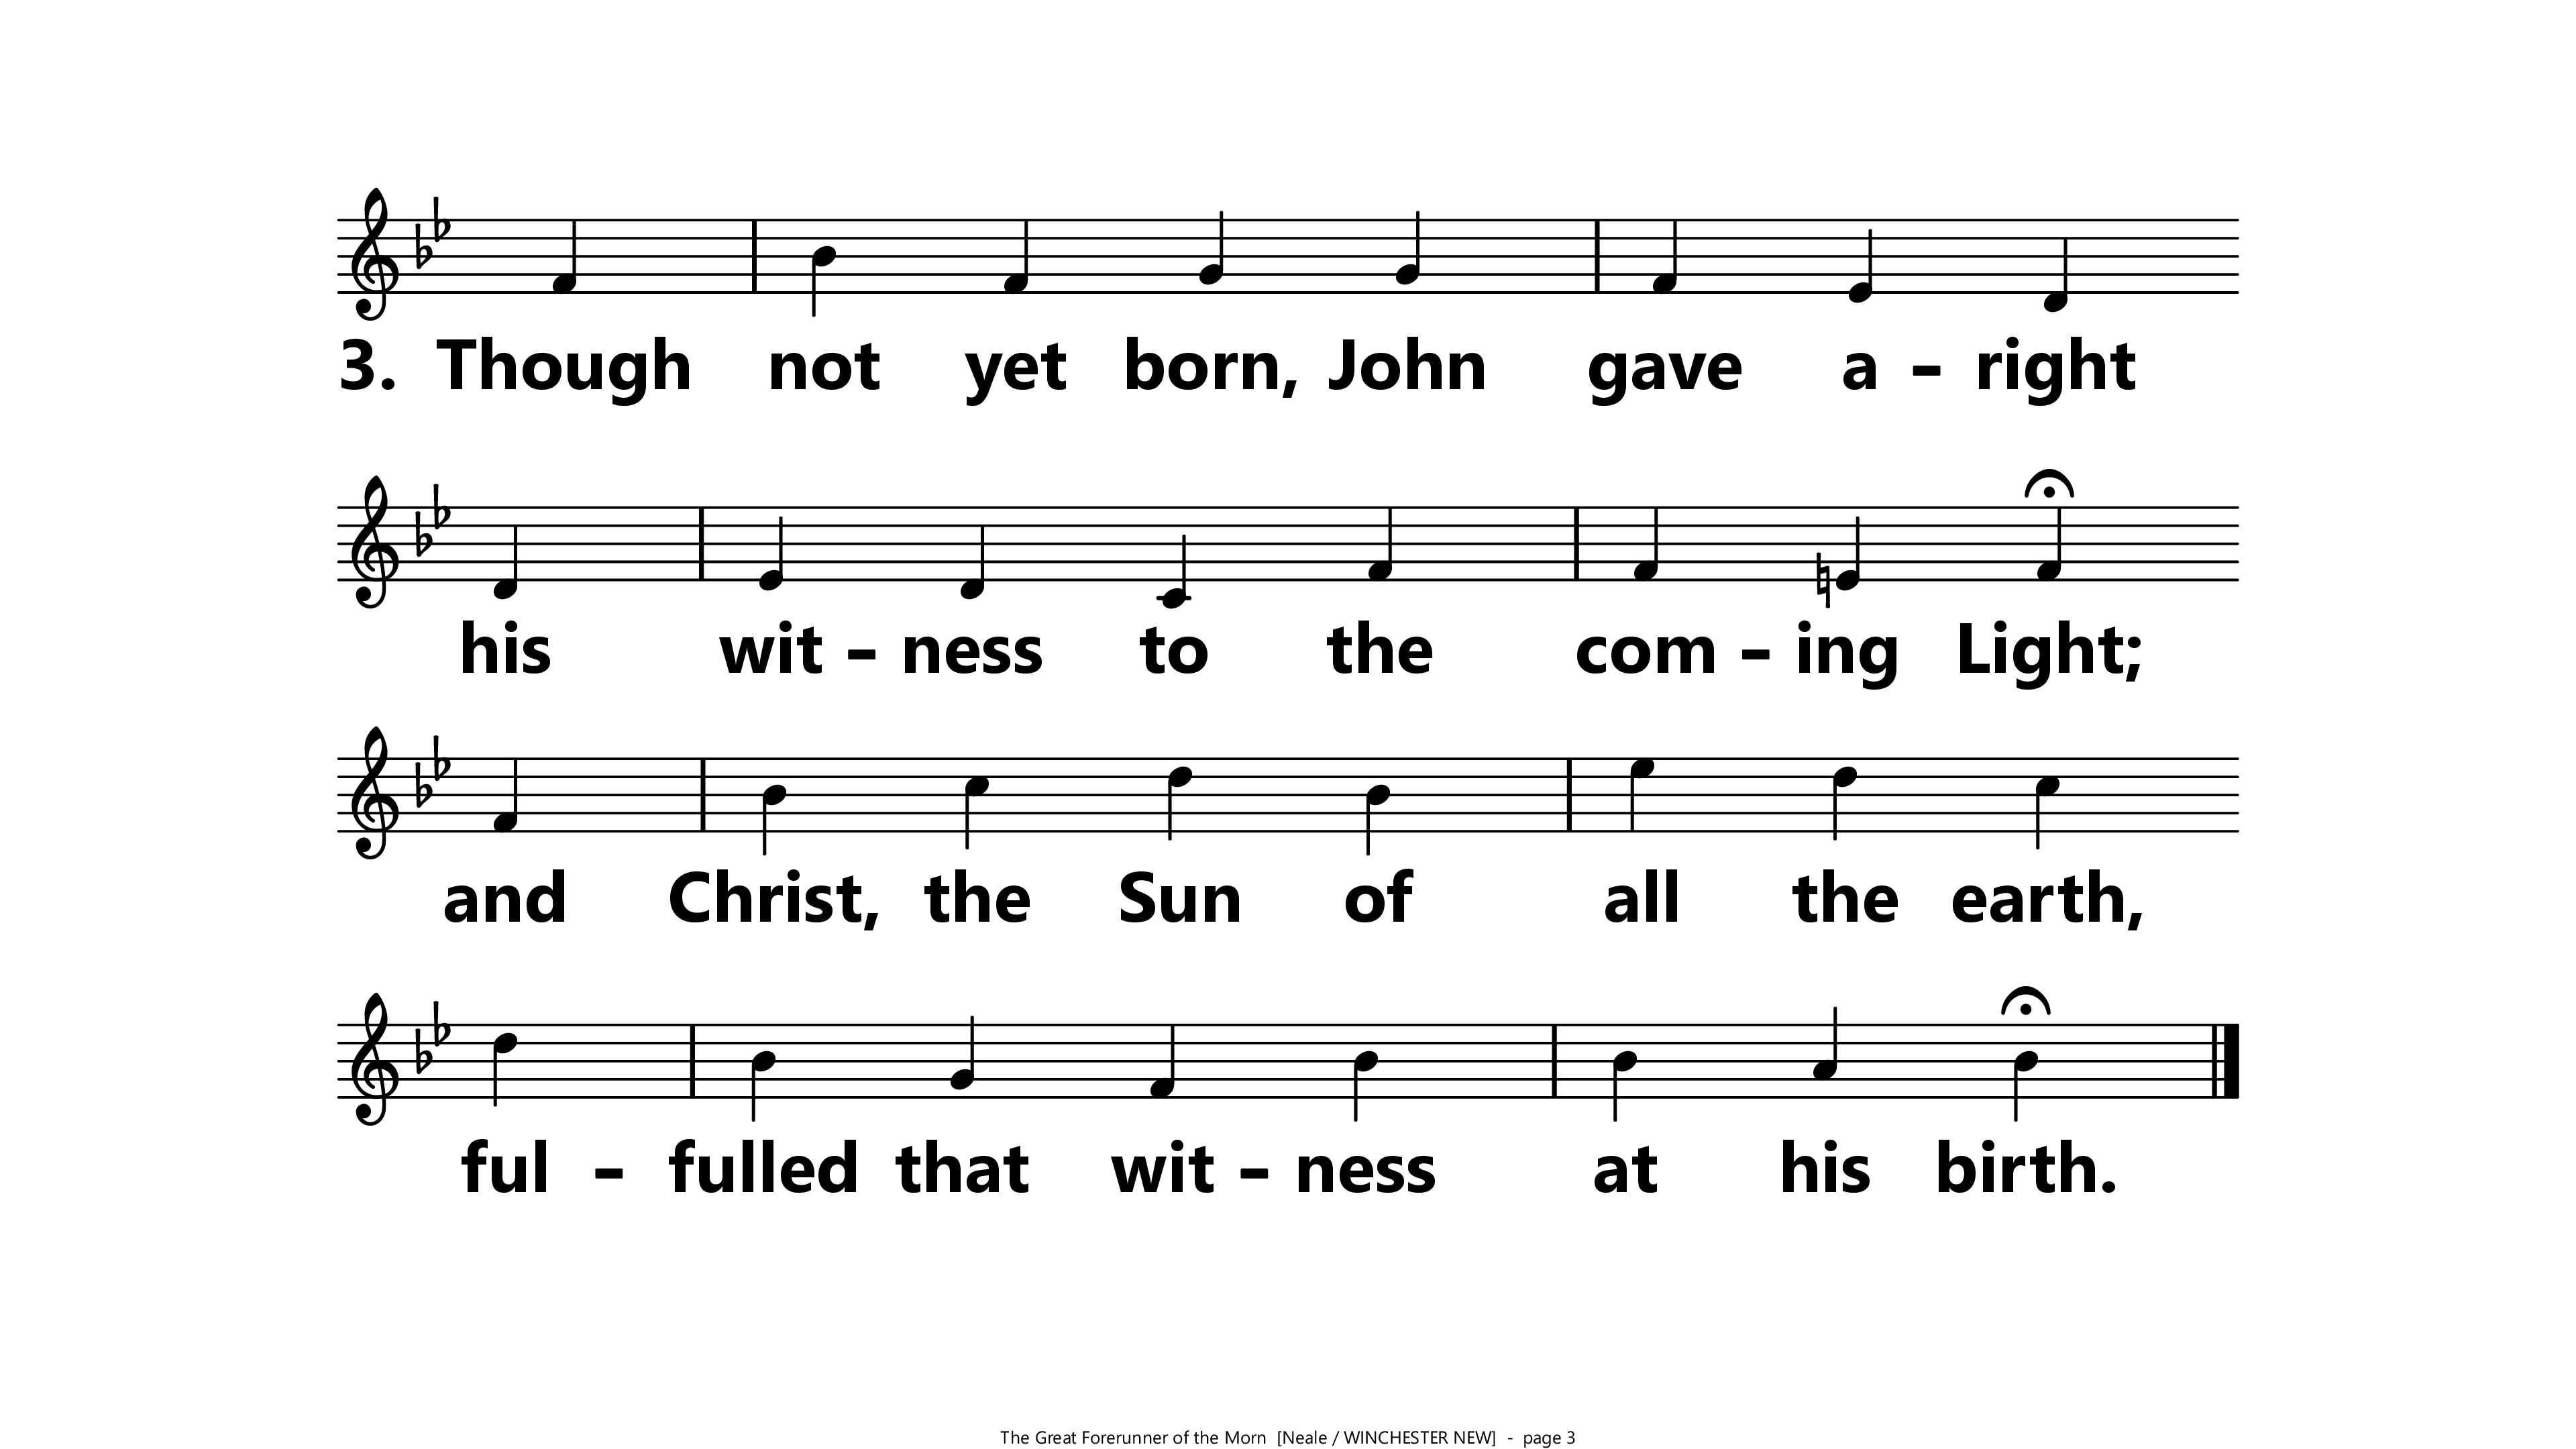 3. Though not yet born, John gave a - right
his wit - ness to the com - ing Light;
and Christ, the Sun of all the earth,
ful - fulled that wit - ness at his birth.
The Great Forerunner of the Morn [Neale / WINCHESTER NEW] - page 3